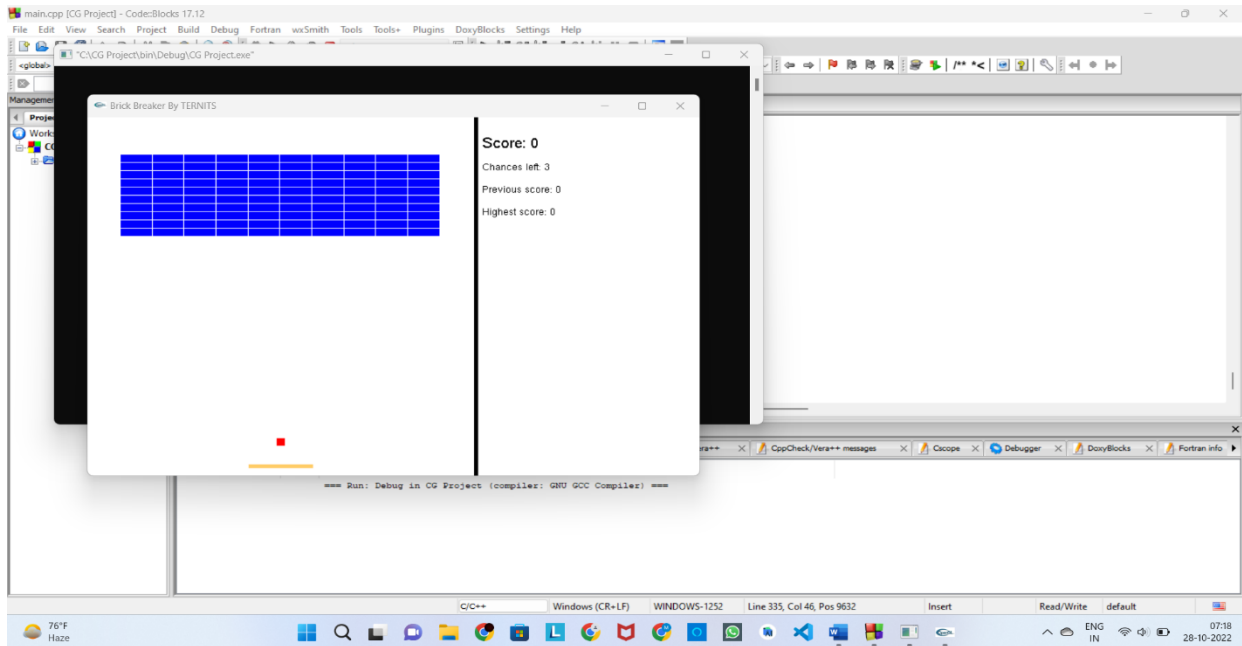 main.cpp [CG Project] - Code::Blocks 17.12
File Edit View Search Project Build Debug Fortran wxSmith Tools Tools+ Plugins DoxyBlocks Settings Help
"C:\CG Project\bin\Debug\CG Project.exe"
<global>
/** *<
Brick Breaker By TERNITS
Score: 0
Chances left: 3
Previous score: 0
Highest score: 0
CppCheck/Vera++ messages Cscope Debugger DoxyBlocks Fortran info
=== Run: Debug in CG Project (compiler: GNU GCC Compiler) ===
C/C++ Windows (CR+LF) WINDOWS-1252 Line 335, Col 46, Pos 9632 Insert Read/Write default
76°F
Haze
ENG
IN
07:18
28-10-2022